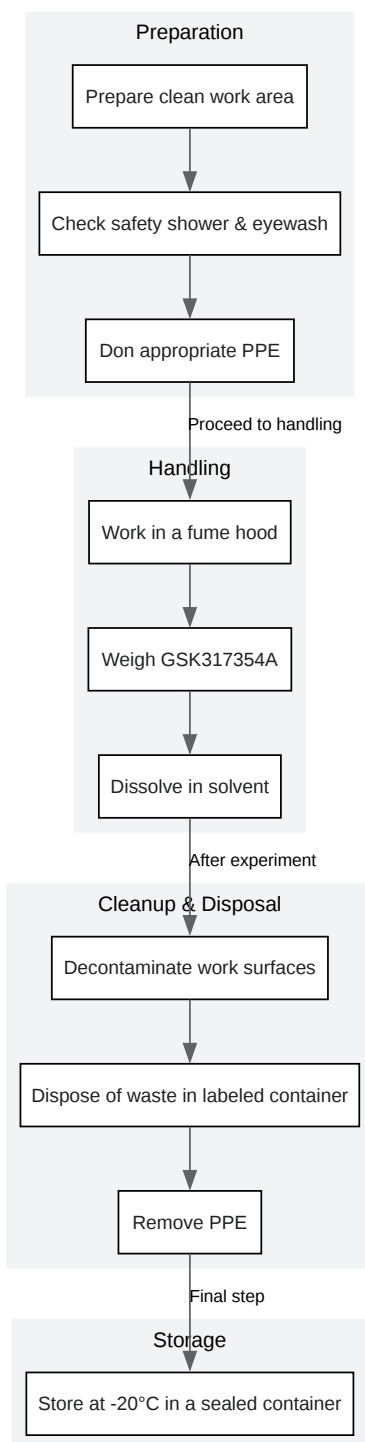 Preparation
Prepare clean work area
Check safety shower & eyewash
Don appropriate PPE
Proceed to handling
Handling
Work in a fume hood
Weigh GSK317354A
Dissolve in solvent
After experiment
Cleanup & Disposal
Decontaminate work surfaces
Dispose of waste in labeled container
Remove PPE
Final step
Storage
Store at -20°C in a sealed container